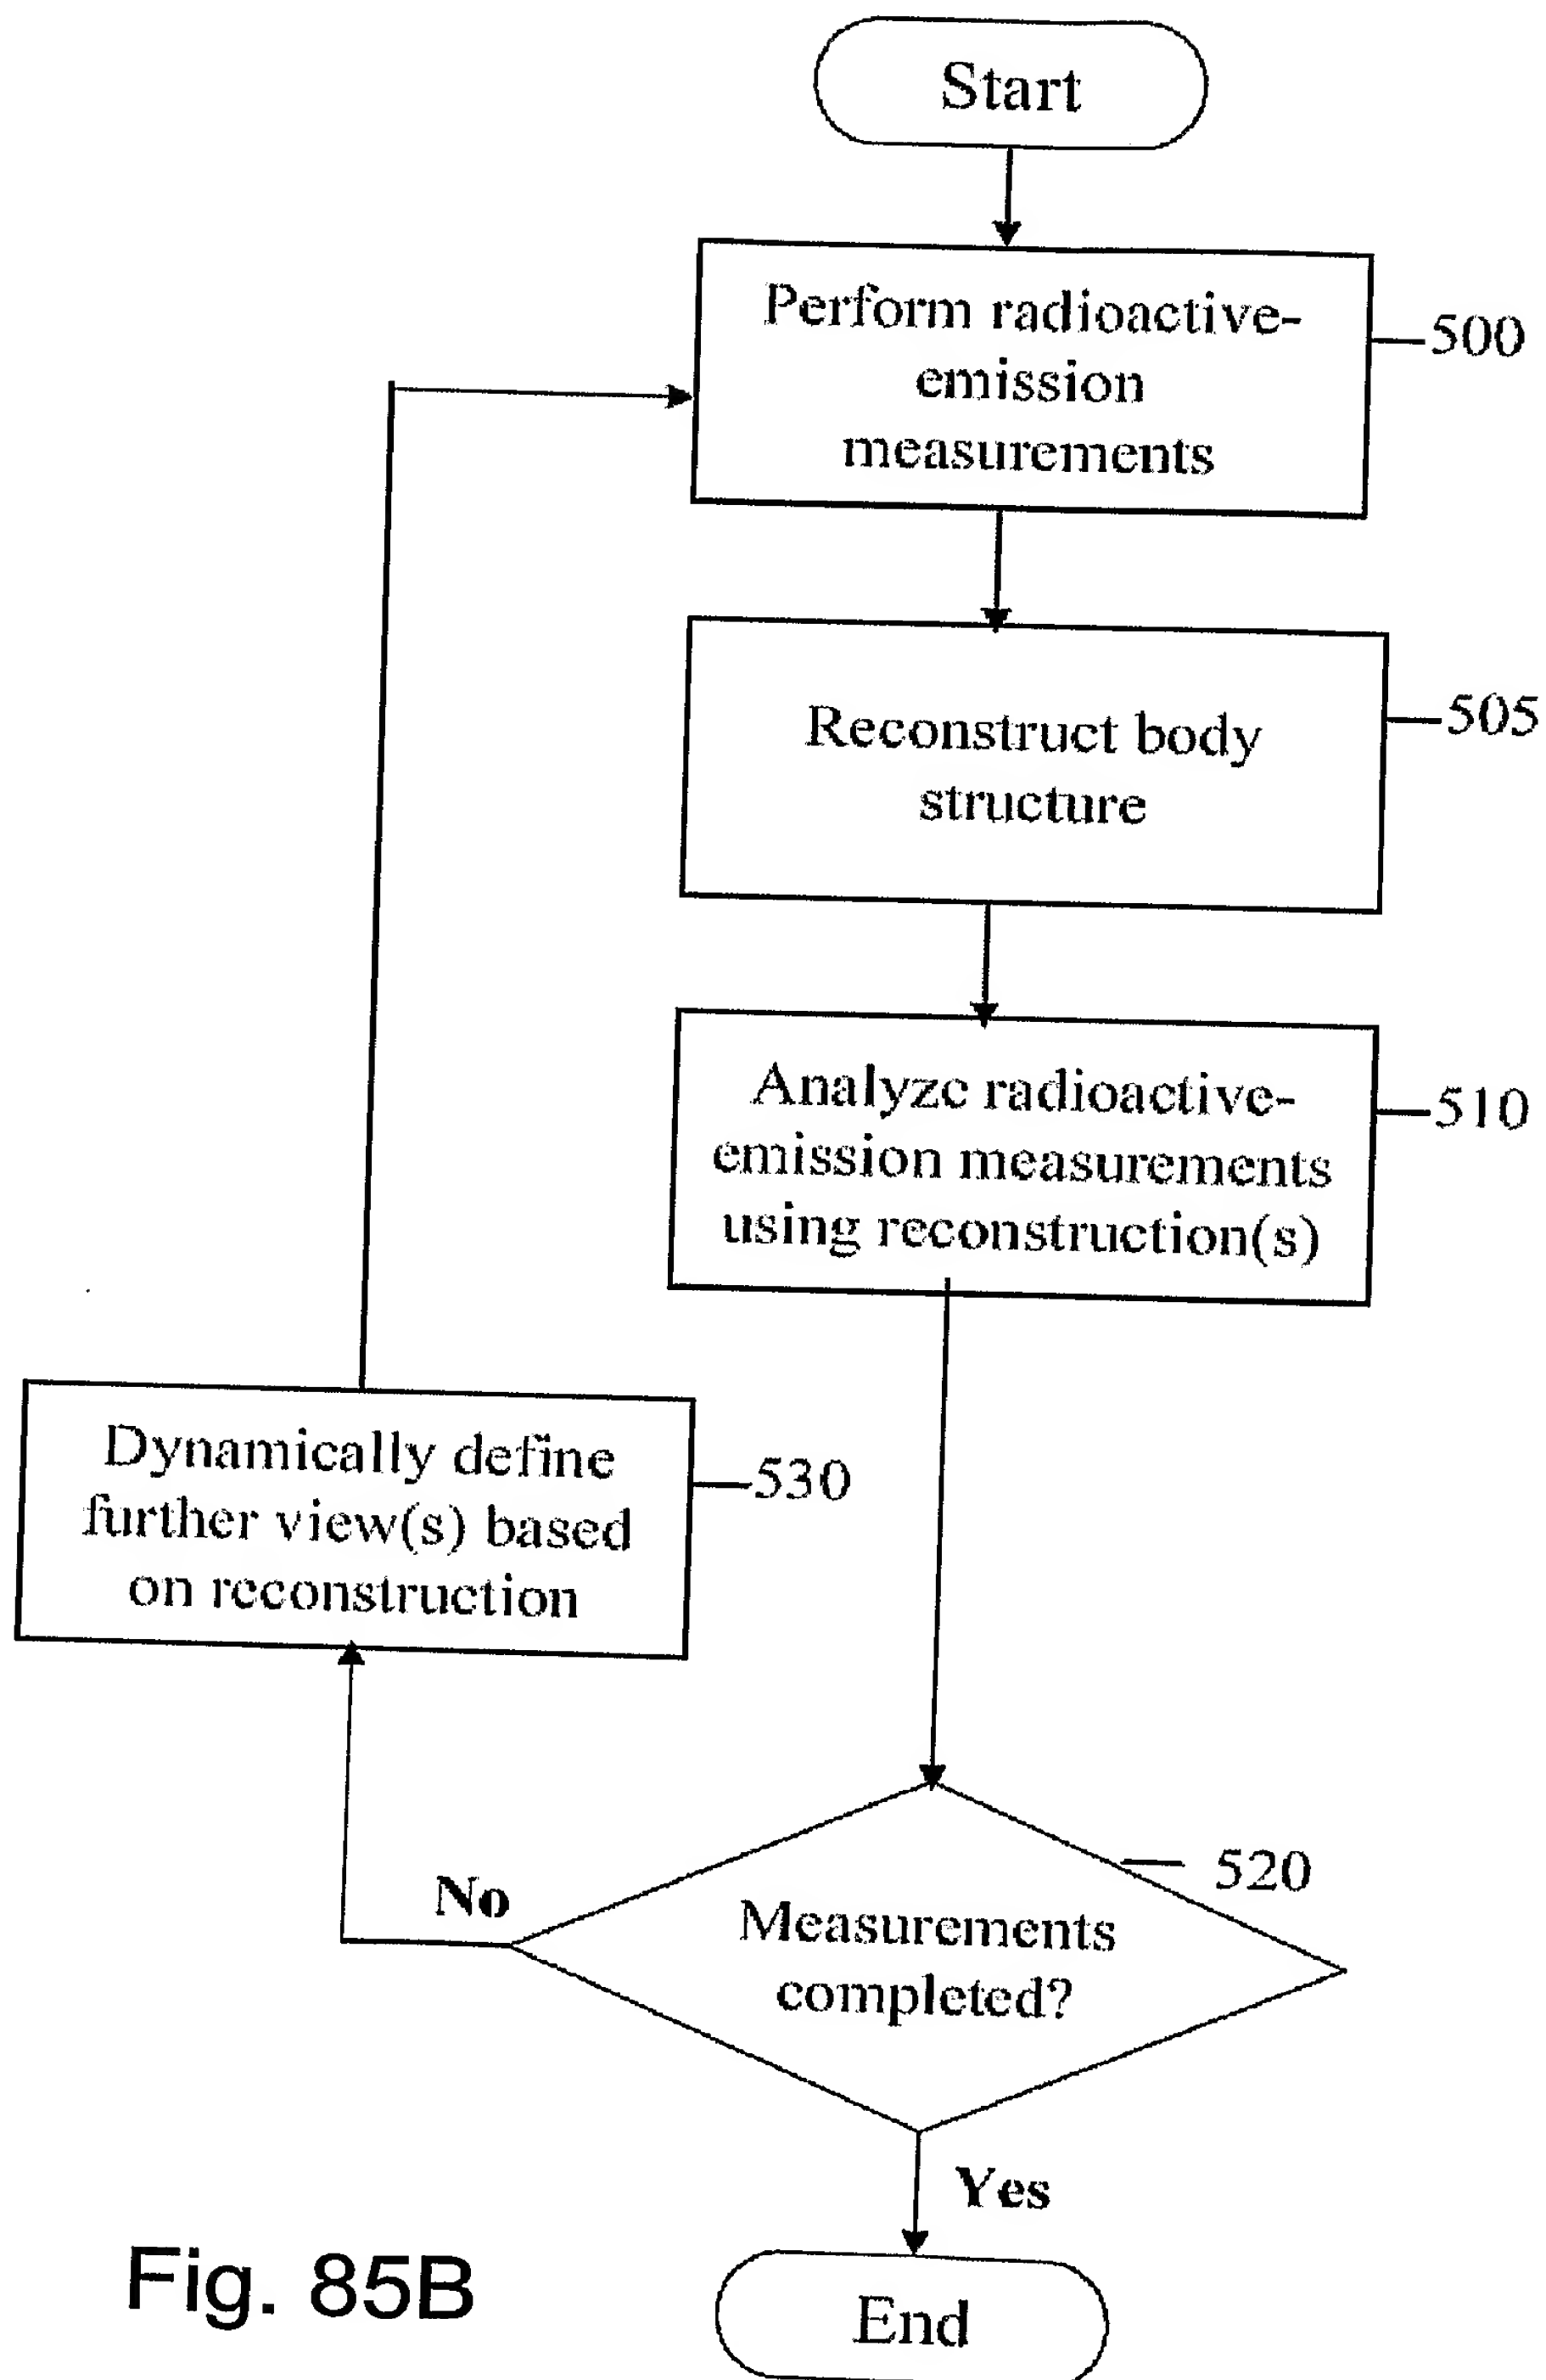 Start
Perform radioactive-
emission
measurements
500
Reconstruct body
structure
505
Analyze radioactive-
emission measurements
using reconstruction(s)
510
Dynamically define
further view(s) based
on reconstruction
530
520
No
Measurements
completed?
Yes
End
Fig. 85B